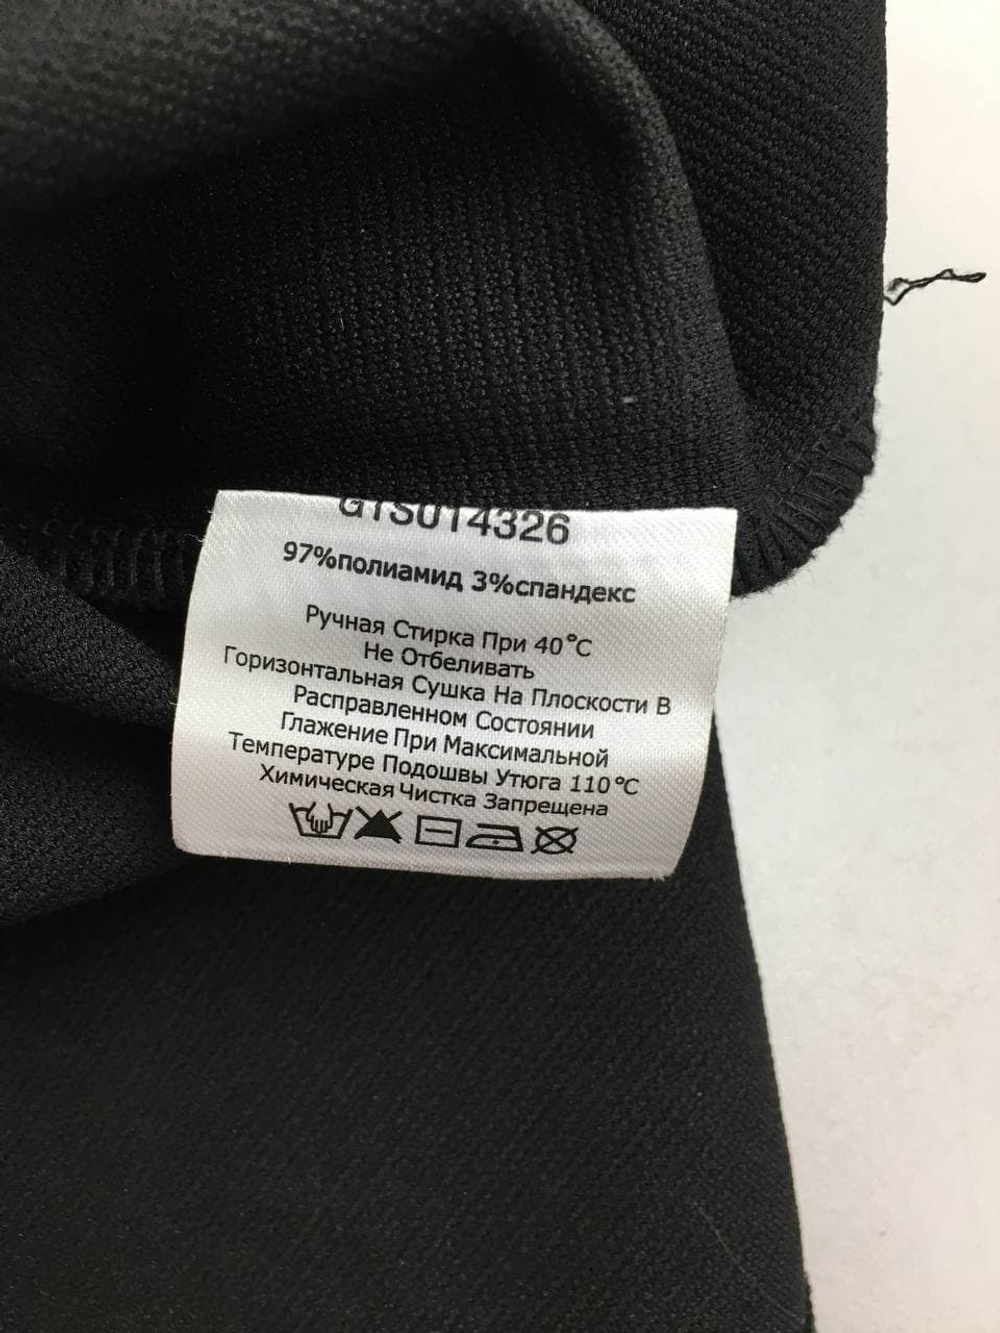 GTS014326
97%полиамид 3%спандекс
Ручная Стирка При 40°C
Не Отбеливать
Горизонтальная Сушка На Плоскости В
Расправленном Состоянии
Глажение При Максимальной
Температуре Подошвы Утюга 110°C
Химическая Чистка Запрещена